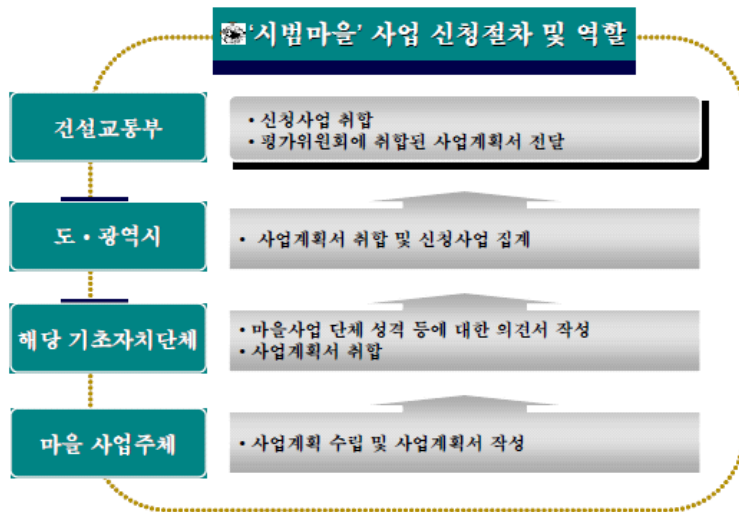 ‘시범마을’ 사업 신청절차 및 역할
건설교통부
• 신청사업 취합
• 평가위원회에 취합된 사업계획서 전달
도・광역시
• 사업계획서 취합 및 신청사업 집계
해당 기초자치단체
• 마을사업 단체 성격 등에 대한 의견서 작성
• 사업계획서 취합
마을 사업주체
• 사업계획 수립 및 사업계획서 작성